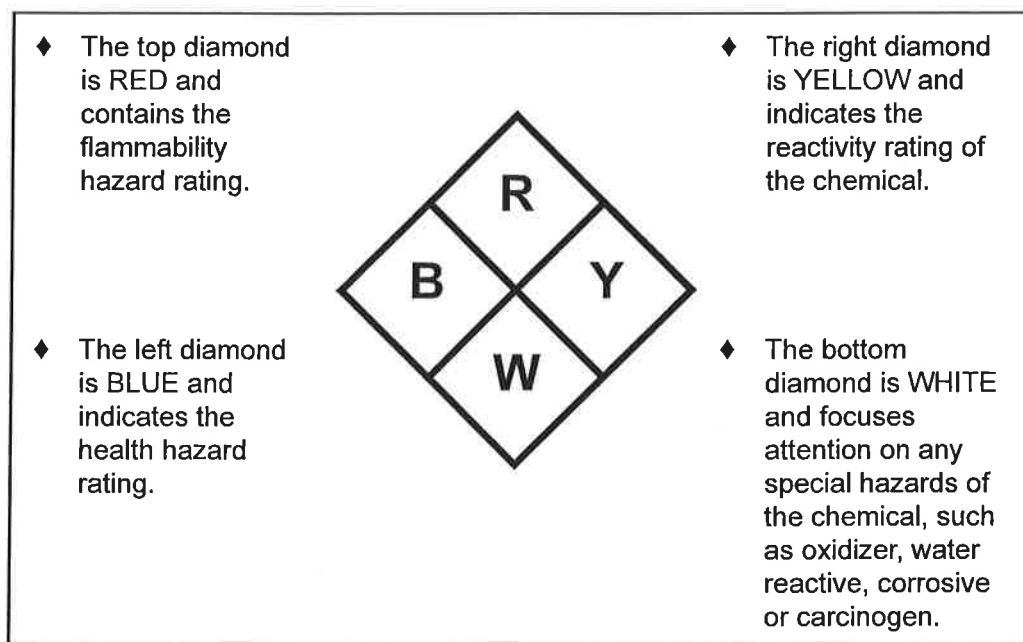 ♦ The top diamond
is RED and
contains the
flammability
hazard rating.
♦ The right diamond
is YELLOW and
indicates the
reactivity rating of
the chemical.
R
B
Y
W
♦ The left diamond
is BLUE and
indicates the
health hazard
rating.
♦ The bottom
diamond is WHITE
and focuses
attention on any
special hazards of
the chemical, such
as oxidizer, water
reactive, corrosive
or carcinogen.